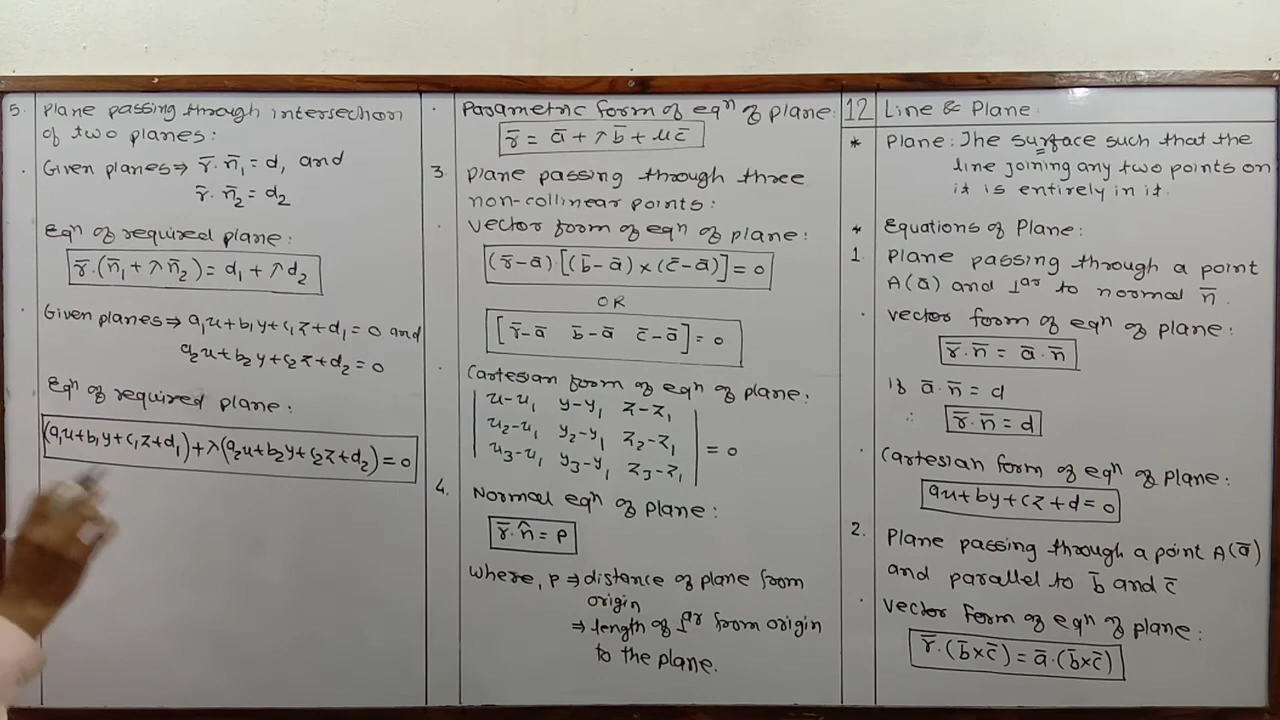 5. Plane passing through intersection
of two planes:
· Given planes ⇒ r̄·n̄₁ = d₁ and
r̄·n̄₂ = d₂
Eqⁿ of required plane:
r̄·(n̄₁ + λn̄₂) = d₁ + λd₂
· Given planes ⇒ a₁x+b₁y+c₁z+d₁=0 and
a₂x+b₂y+c₂z+d₂=0
Eqⁿ of required plane:
(a₁x+b₁y+c₁z+d₁)+λ(a₂x+b₂y+c₂z+d₂)=0
· Parametric form of eqⁿ of plane:
r̄ = ā + λb̄ + μc̄
3. Plane passing through three
non-collinear points:
· Vector form of eqⁿ of plane:
(r̄-ā)·[(b̄-ā)×(c̄-ā)] = 0
OR
[r̄-ā b̄-ā c̄-ā] = 0
· Cartesian form of eqⁿ of plane:
| x-x₁ y-y₁ z-z₁ |
| x₂-x₁ y₂-y₁ z₂-z₁ | = 0
| x₃-x₁ y₃-y₁ z₃-z₁ |
4. Normal eqⁿ of plane:
r̄·n̂ = p
Where, p ⇒ distance of plane from
origin
⇒ length of ⊥ar from origin
to the plane.
12 Line & Plane.
* Plane: The surface such that the
line joining any two points on
it is entirely in it.
* Equations of Plane:
1. Plane passing through a point
A(ā) and ⊥ar to normal n̄.
· Vector form of eqⁿ of plane:
r̄·n̄ = ā·n̄
if ā·n̄ = d
∴ r̄·n̄ = d
· Cartesian form of eqⁿ of plane:
ax+by+cz+d=0
2. Plane passing through a point A(ā)
and parallel to b̄ and c̄
· Vector form of eqⁿ of plane:
r̄·(b̄×c̄) = ā·(b̄×c̄)